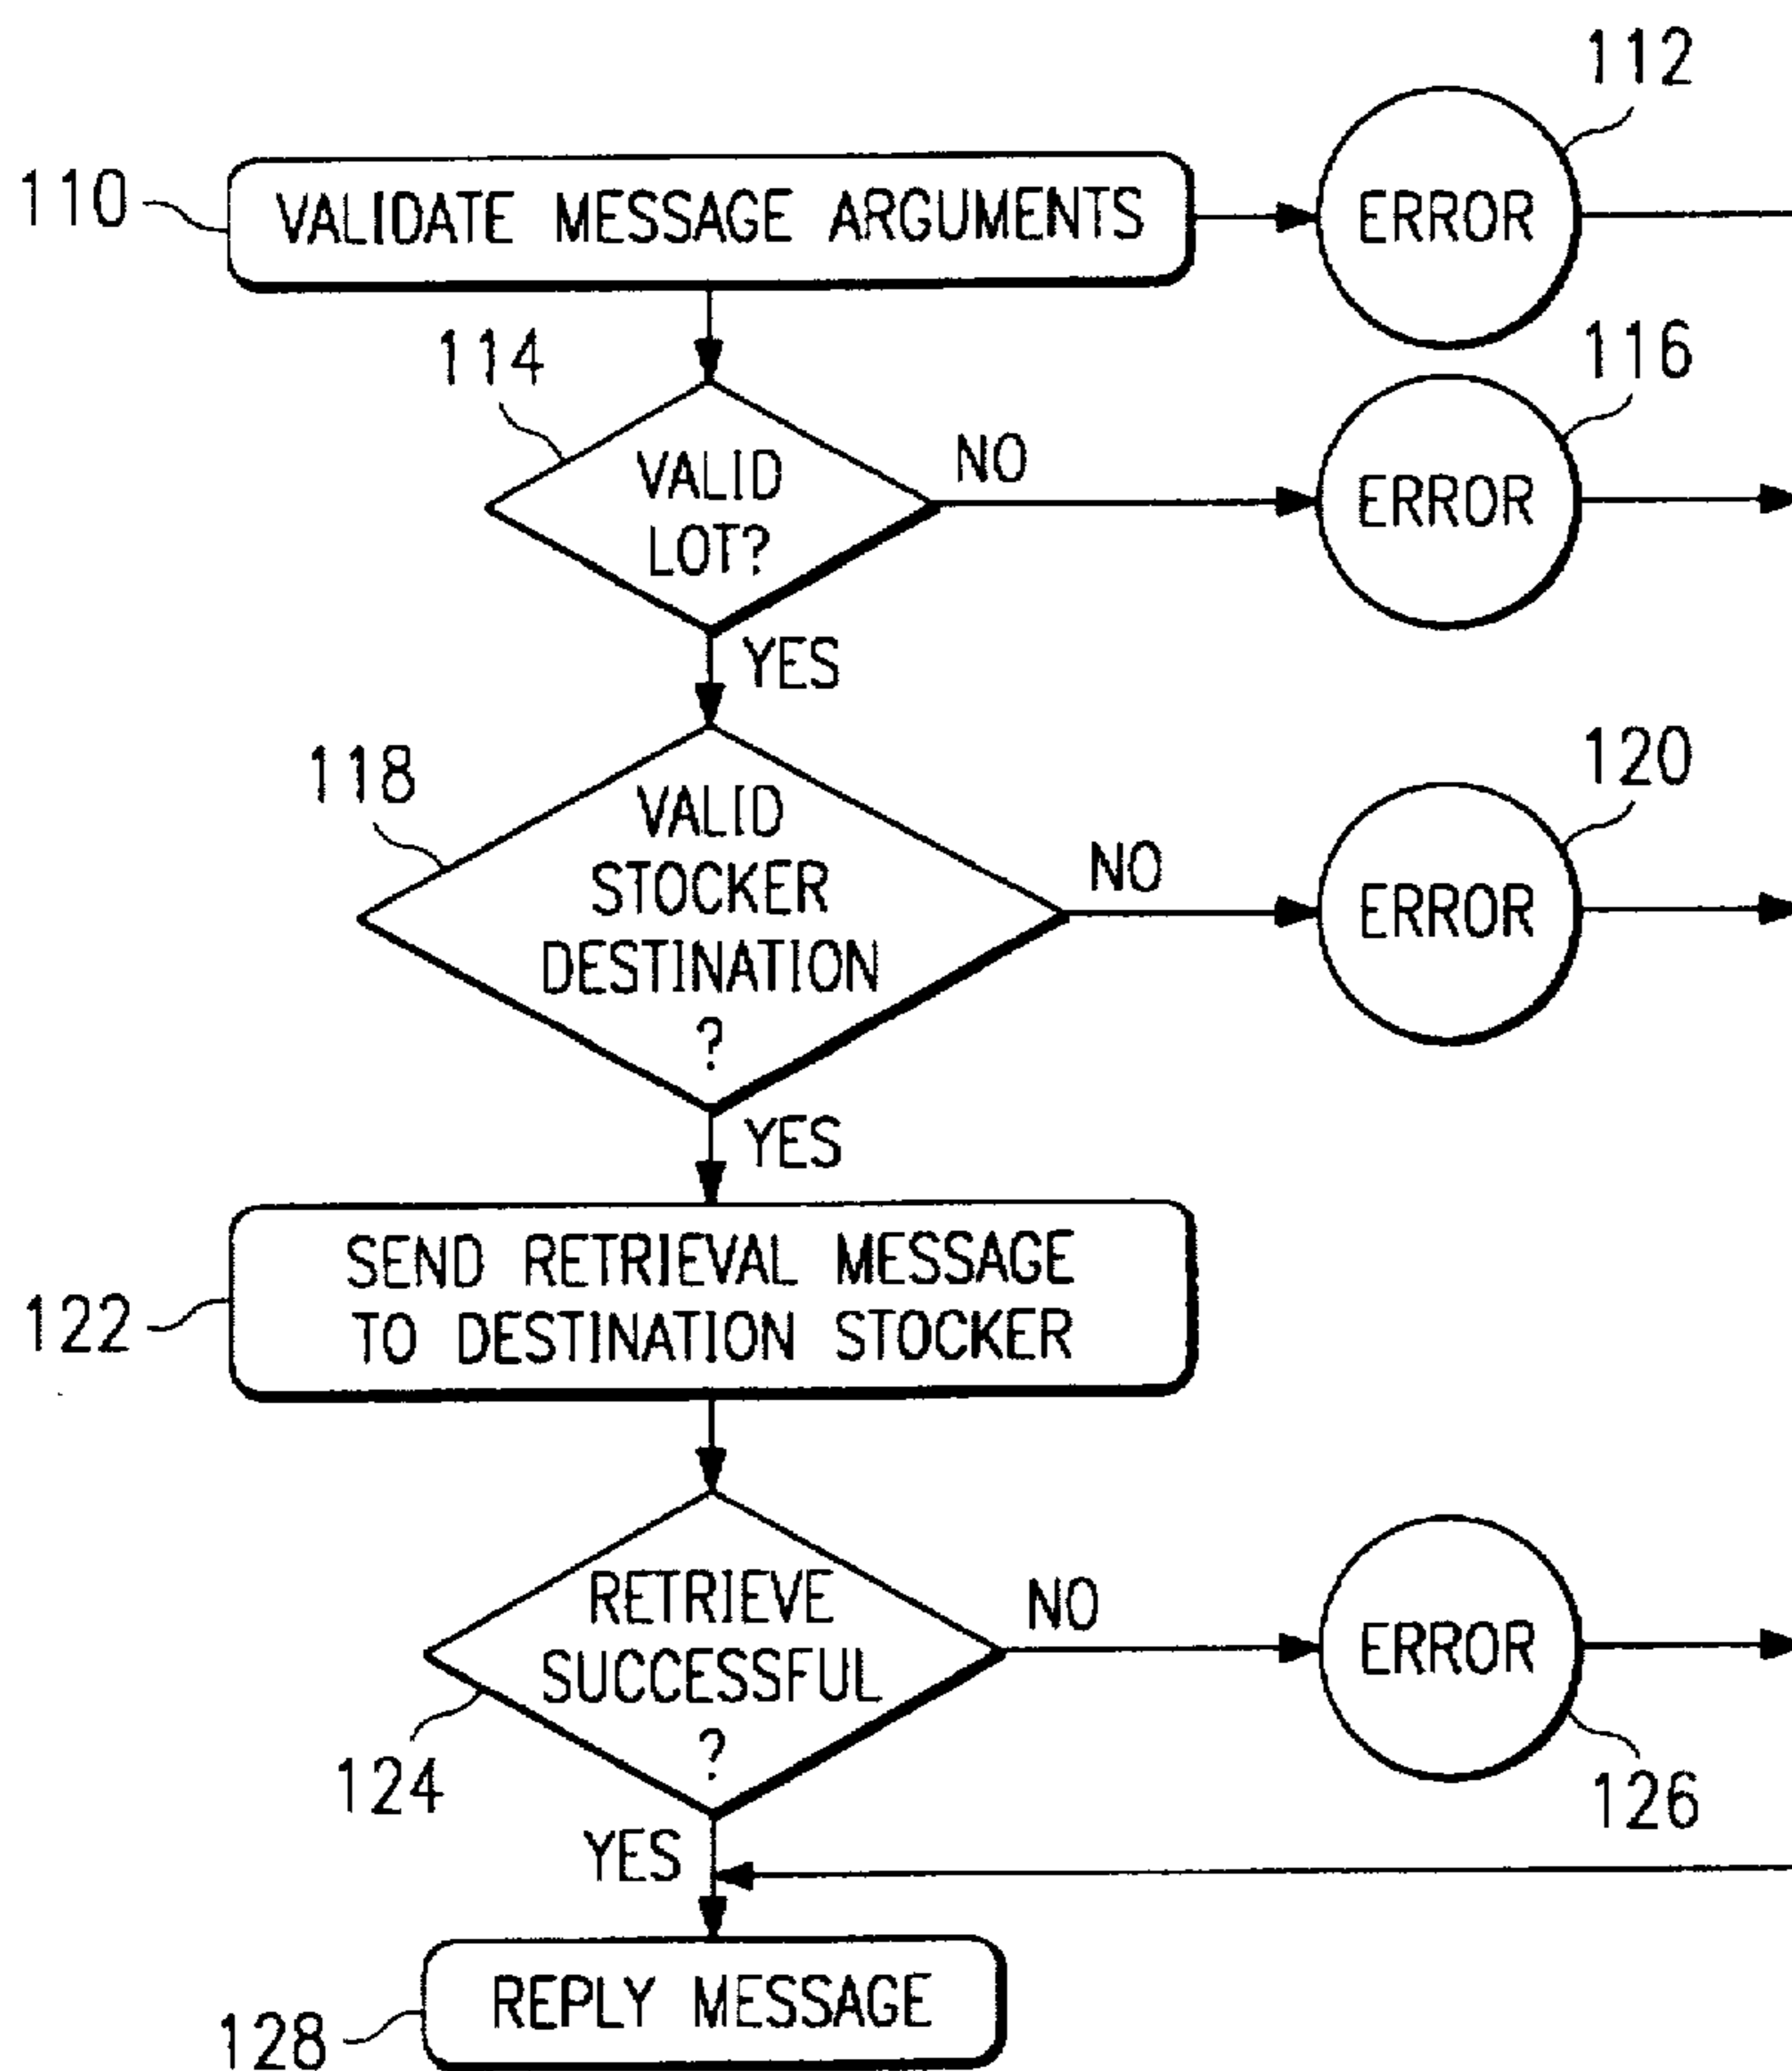 112
110
VALIDATE MESSAGE ARGUMENTS
ERROR
114
116
VALID
LOT?
NO
ERROR
YES
118
120
VALID
STOCKER
DESTINATION
?
NO
ERROR
YES
122
SEND RETRIEVAL MESSAGE
TO DESTINATION STOCKER
RETRIEVE
SUCCESSFUL
?
NO
ERROR
124
126
YES
128
REPLY MESSAGE